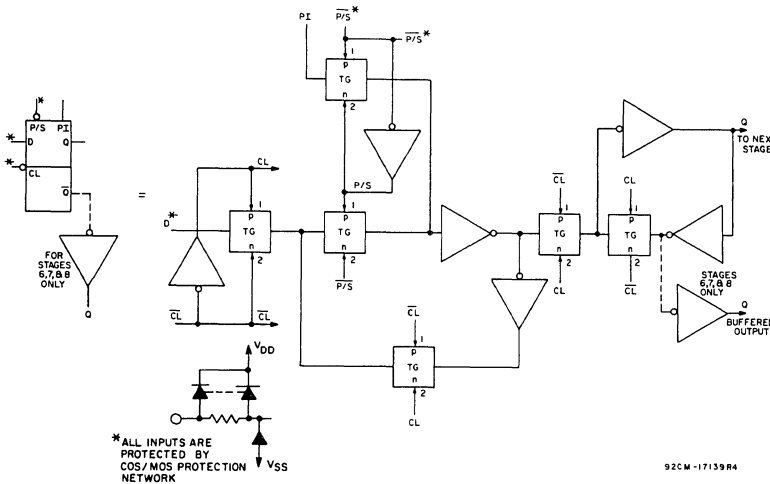 PI
P/S*
P/S*
1
P
TG
n
2
*
P/S PI
* D Q
* CL
Q
=
FOR
STAGES
6,7,&8
ONLY
Q
CL
P/S
D*
1
P
TG
n
2
1
P
TG
n
2
P/S
CL
CL
CL
1
P
TG
n
2
CL
CL
1
P
TG
n
2
CL
CL
1
P
TG
n
2
CL
Q
TO NEX
STAGE
STAGES
6,7,&8
ONLY
Q
BUFFERE
OUTPUT
VDD
VSS
*ALL INPUTS ARE
PROTECTED BY
COS/MOS PROTECTION
NETWORK
92CM-17139R4